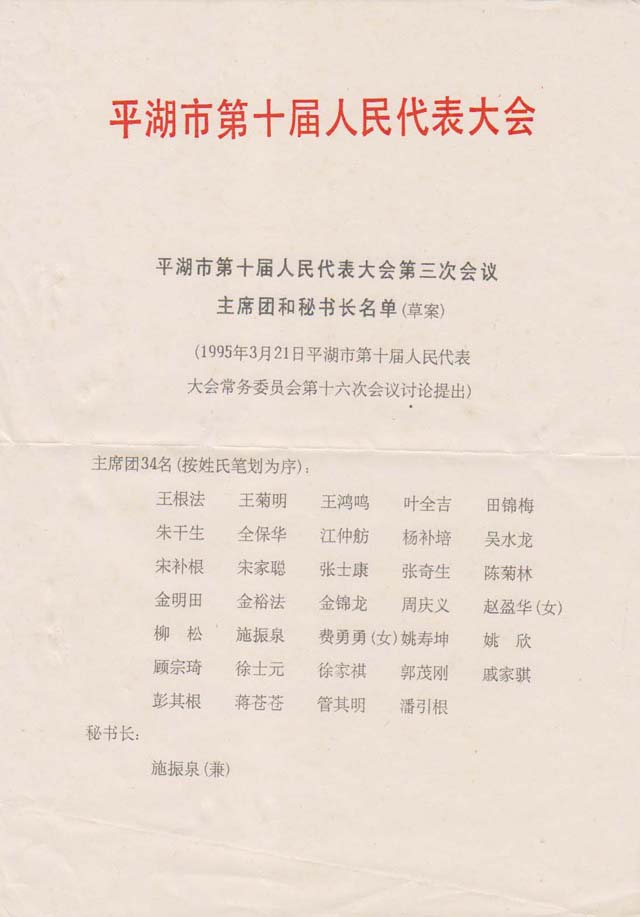 平湖市第十届人民代表大会
平湖市第十届人民代表大会第三次会议
主席团和秘书长名单(草案)
(1995年3月21日平湖市第十届人民代表
大会常务委员会第十六次会议讨论提出)
主席团34名(按姓氏笔划为序):
王根法 王菊明 王鸿鸣 叶全吉 田锦梅
朱干生 全保华 江仲舫 杨补培 吴水龙
宋补根 宋家聪 张士康 张奇生 陈菊林
金明田 金裕法 金锦龙 周庆义 赵盈华(女)
柳 松 施振泉 费勇勇(女) 姚寿坤 姚 欣
顾宗琦 徐士元 徐家祺 郭茂刚 戚家骐
彭其根 蒋苍苍 管其明 潘引根
秘书长:
施振泉(兼)